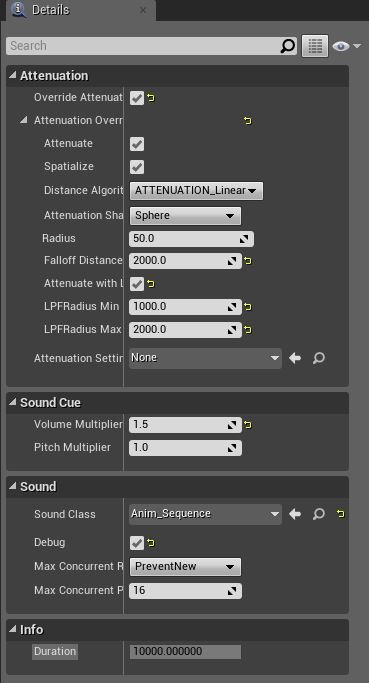 Details
Search
Attenuation
Override Attenuat
Attenuation Overr
Attenuate
Spatialize
Distance Algorit ATTENUATION_Linear
Attenuation Sha Sphere
Radius 50.0
Falloff Distance 2000.0
Attenuate with L
LPFRadius Min 1000.0
LPFRadius Max 2000.0
Attenuation Settin None
Sound Cue
Volume Multiplier 1.5
Pitch Multiplier 1.0
Sound
Sound Class Anim_Sequence
Debug
Max Concurrent R PreventNew
Max Concurrent P 16
Info
Duration 10000.000000